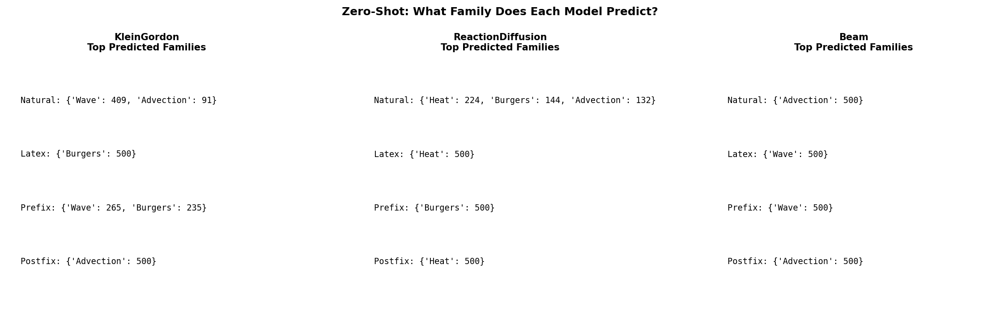 Zero-Shot: What Family Does Each Model Predict?
KleinGordon
Top Predicted Families
Natural: {'Wave': 409, 'Advection': 91}
Latex: {'Burgers': 500}
Prefix: {'Wave': 265, 'Burgers': 235}
Postfix: {'Advection': 500}
ReactionDiffusion
Top Predicted Families
Natural: {'Heat': 224, 'Burgers': 144, 'Advection': 132}
Latex: {'Heat': 500}
Prefix: {'Burgers': 500}
Postfix: {'Heat': 500}
Beam
Top Predicted Families
Natural: {'Advection': 500}
Latex: {'Wave': 500}
Prefix: {'Wave': 500}
Postfix: {'Advection': 500}